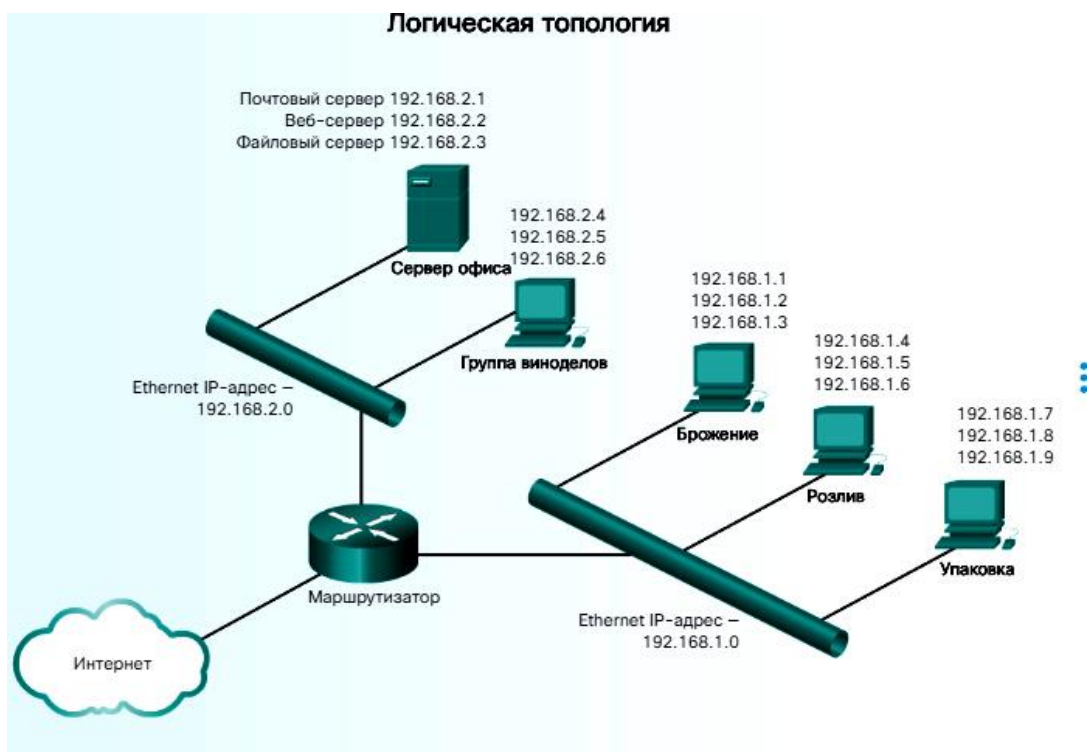 Логическая топология
Почтовый сервер 192.168.2.1
Веб-сервер 192.168.2.2
Файловый сервер 192.168.2.3
Сервер офиса
192.168.2.4
192.168.2.5
192.168.2.6
Группа виноделов
Ethernet IP-адрес –
192.168.2.0
192.168.1.1
192.168.1.2
192.168.1.3
Брожение
192.168.1.4
192.168.1.5
192.168.1.6
Розлив
192.168.1.7
192.168.1.8
192.168.1.9
Упаковка
Маршрутизатор
Ethernet IP-адрес –
192.168.1.0
Интернет